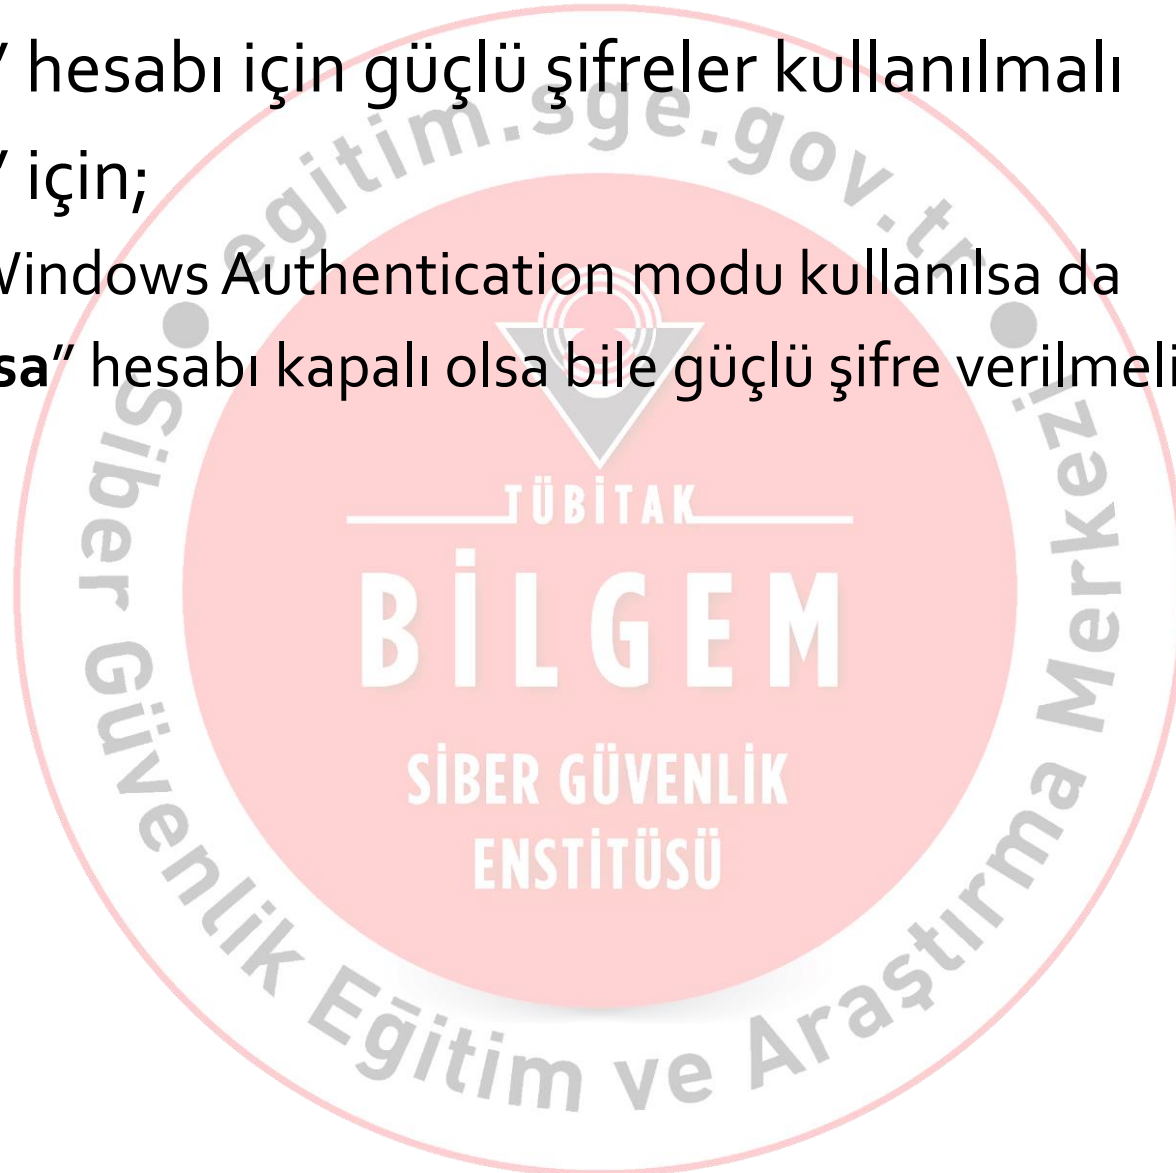 ” hesabı için güçlü şifreler kullanılmalı
” için;
Windows Authentication modu kullanılsa da
sa” hesabı kapalı olsa bile güçlü şifre verilmeli
egitim.sge.gov.tr
Siber Güvenlik Eğitim ve Araştırma Merkezi
TÜBİTAK
BİLGEM
SİBER GÜVENLİK
ENSTİTÜSÜ